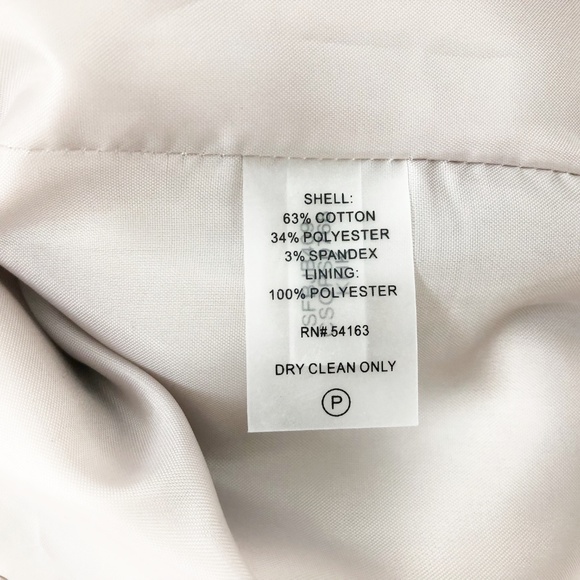 SHELL:
63% COTTON
34% POLYESTER
3% SPANDEX
LINING:
100% POLYESTER
RN# 54163
DRY CLEAN ONLY
P